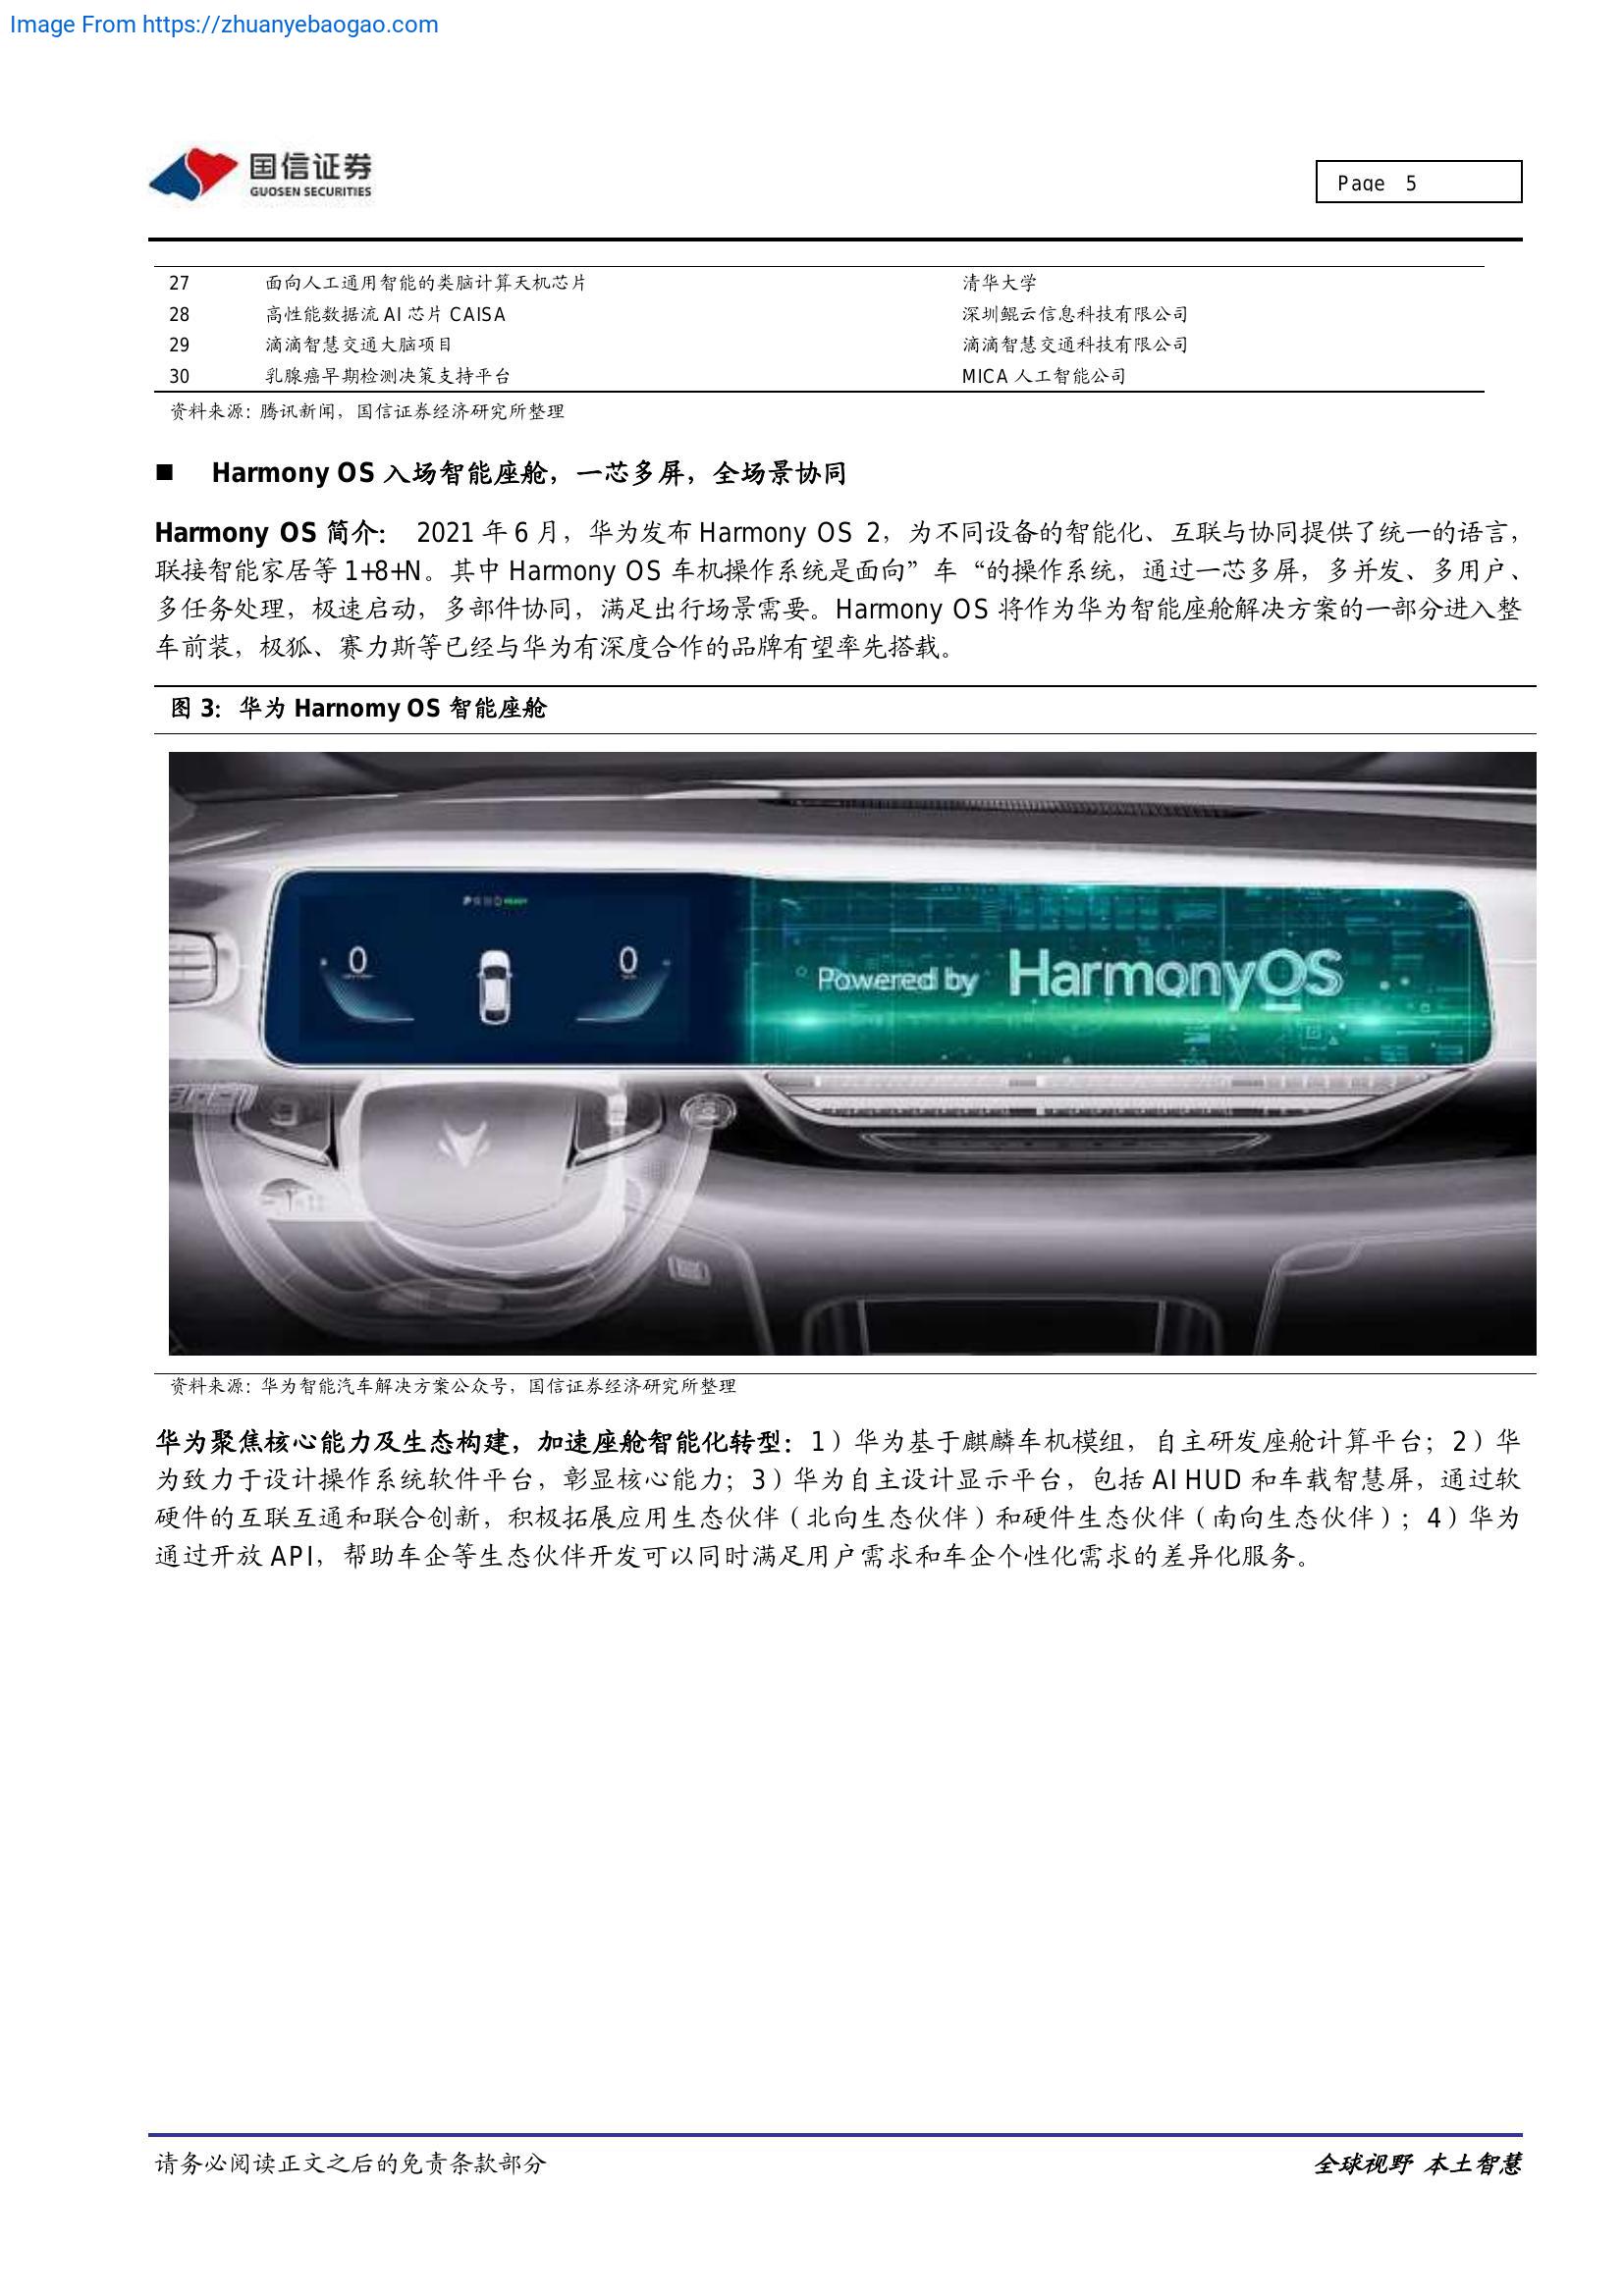 Image From https://zhuanyebaogao.com
国信证券
GUOSEN SECURITIES
Page 5
27 面向人工通用智能的类脑计算天机芯片 清华大学
28 高性能数据流 AI 芯片 CAISA 深圳鲲云信息科技有限公司
29 滴滴智慧交通大脑项目 滴滴智慧交通科技有限公司
30 乳腺癌早期检测决策支持平台 MICA 人工智能公司
资料来源：腾讯新闻，国信证券经济研究所整理
■ Harmony OS 入场智能座舱，一芯多屏，全场景协同
Harmony OS 简介： 2021 年 6 月，华为发布 Harmony OS 2，为不同设备的智能化、互联与协同提供了统一的语言，
联接智能家居等 1+8+N。其中 Harmony OS 车机操作系统是面向”车“的操作系统，通过一芯多屏，多并发、多用户、
多任务处理，极速启动，多部件协同，满足出行场景需要。Harmony OS 将作为华为智能座舱解决方案的一部分进入整
车前装，极狐、赛力斯等已经与华为有深度合作的品牌有望率先搭载。
图 3：华为 Harnomy OS 智能座舱
READY
0 0
Powered by HarmonyOS
资料来源：华为智能汽车解决方案公众号，国信证券经济研究所整理
华为聚焦核心能力及生态构建，加速座舱智能化转型：1）华为基于麒麟车机模组，自主研发座舱计算平台；2）华
为致力于设计操作系统软件平台，彰显核心能力；3）华为自主设计显示平台，包括 AI HUD 和车载智慧屏，通过软
硬件的互联互通和联合创新，积极拓展应用生态伙伴（北向生态伙伴）和硬件生态伙伴（南向生态伙伴）；4）华为
通过开放 API，帮助车企等生态伙伴开发可以同时满足用户需求和车企个性化需求的差异化服务。
请务必阅读正文之后的免责条款部分 全球视野 本土智慧